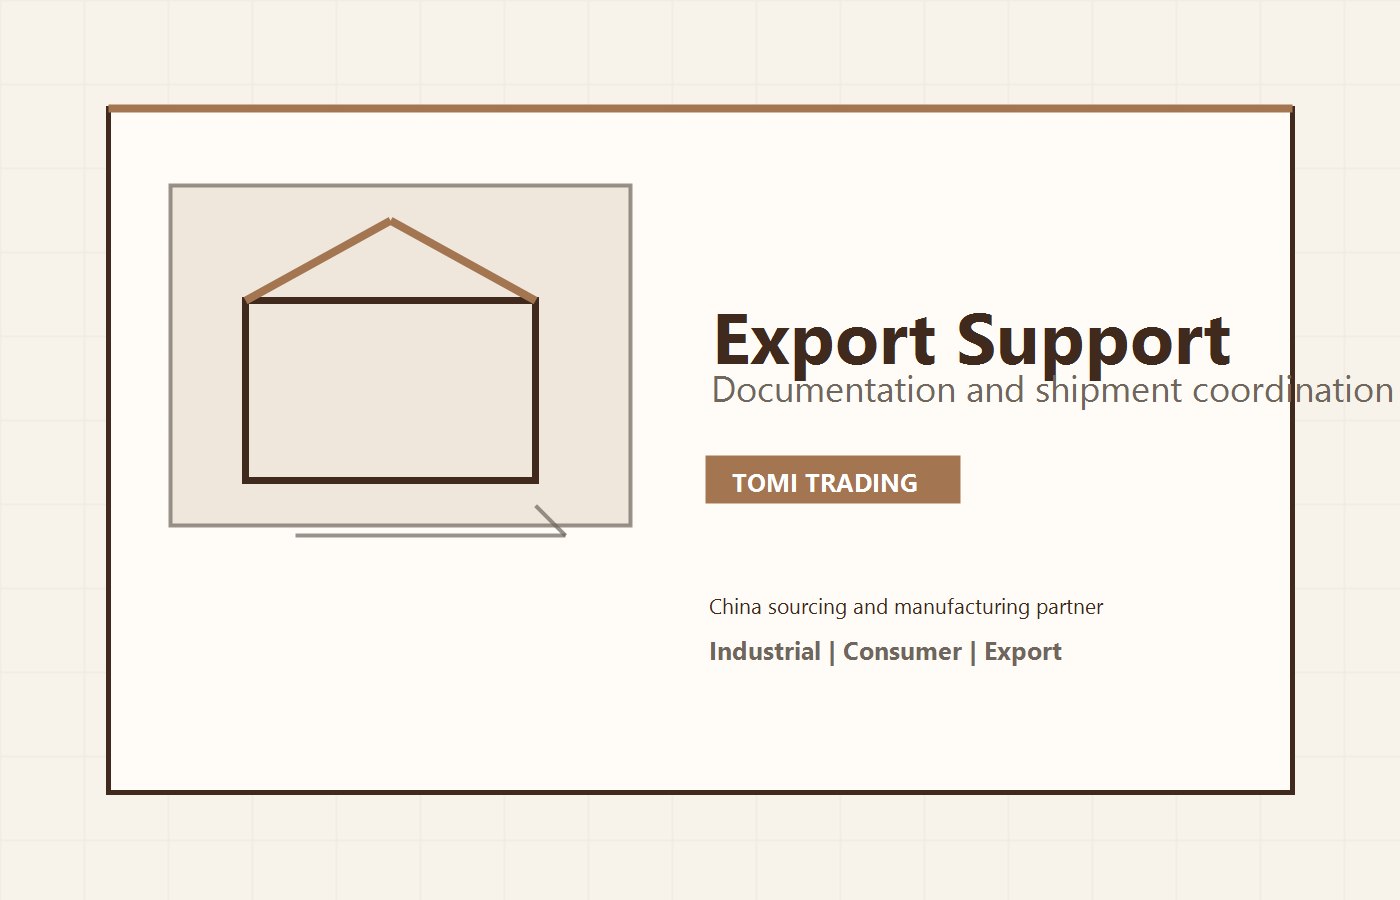 Export Support
Documentation and shipment coordination
TOMI TRADING
China sourcing and manufacturing partner
Industrial | Consumer | Export